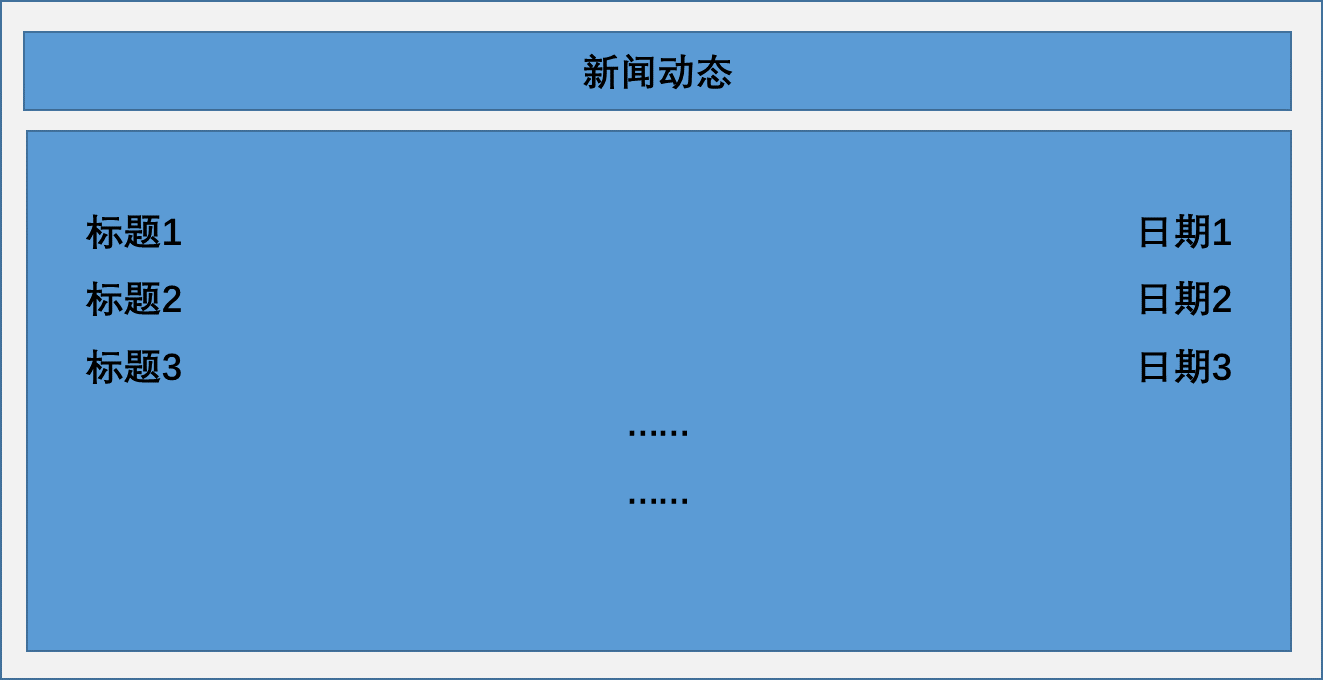 新闻动态
标题1 日期1
标题2 日期2
标题3 日期3
……
……